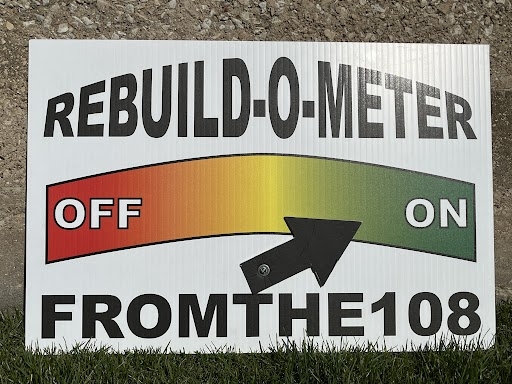 REBUILD-O-METER
OFF ON
FROMTHE108